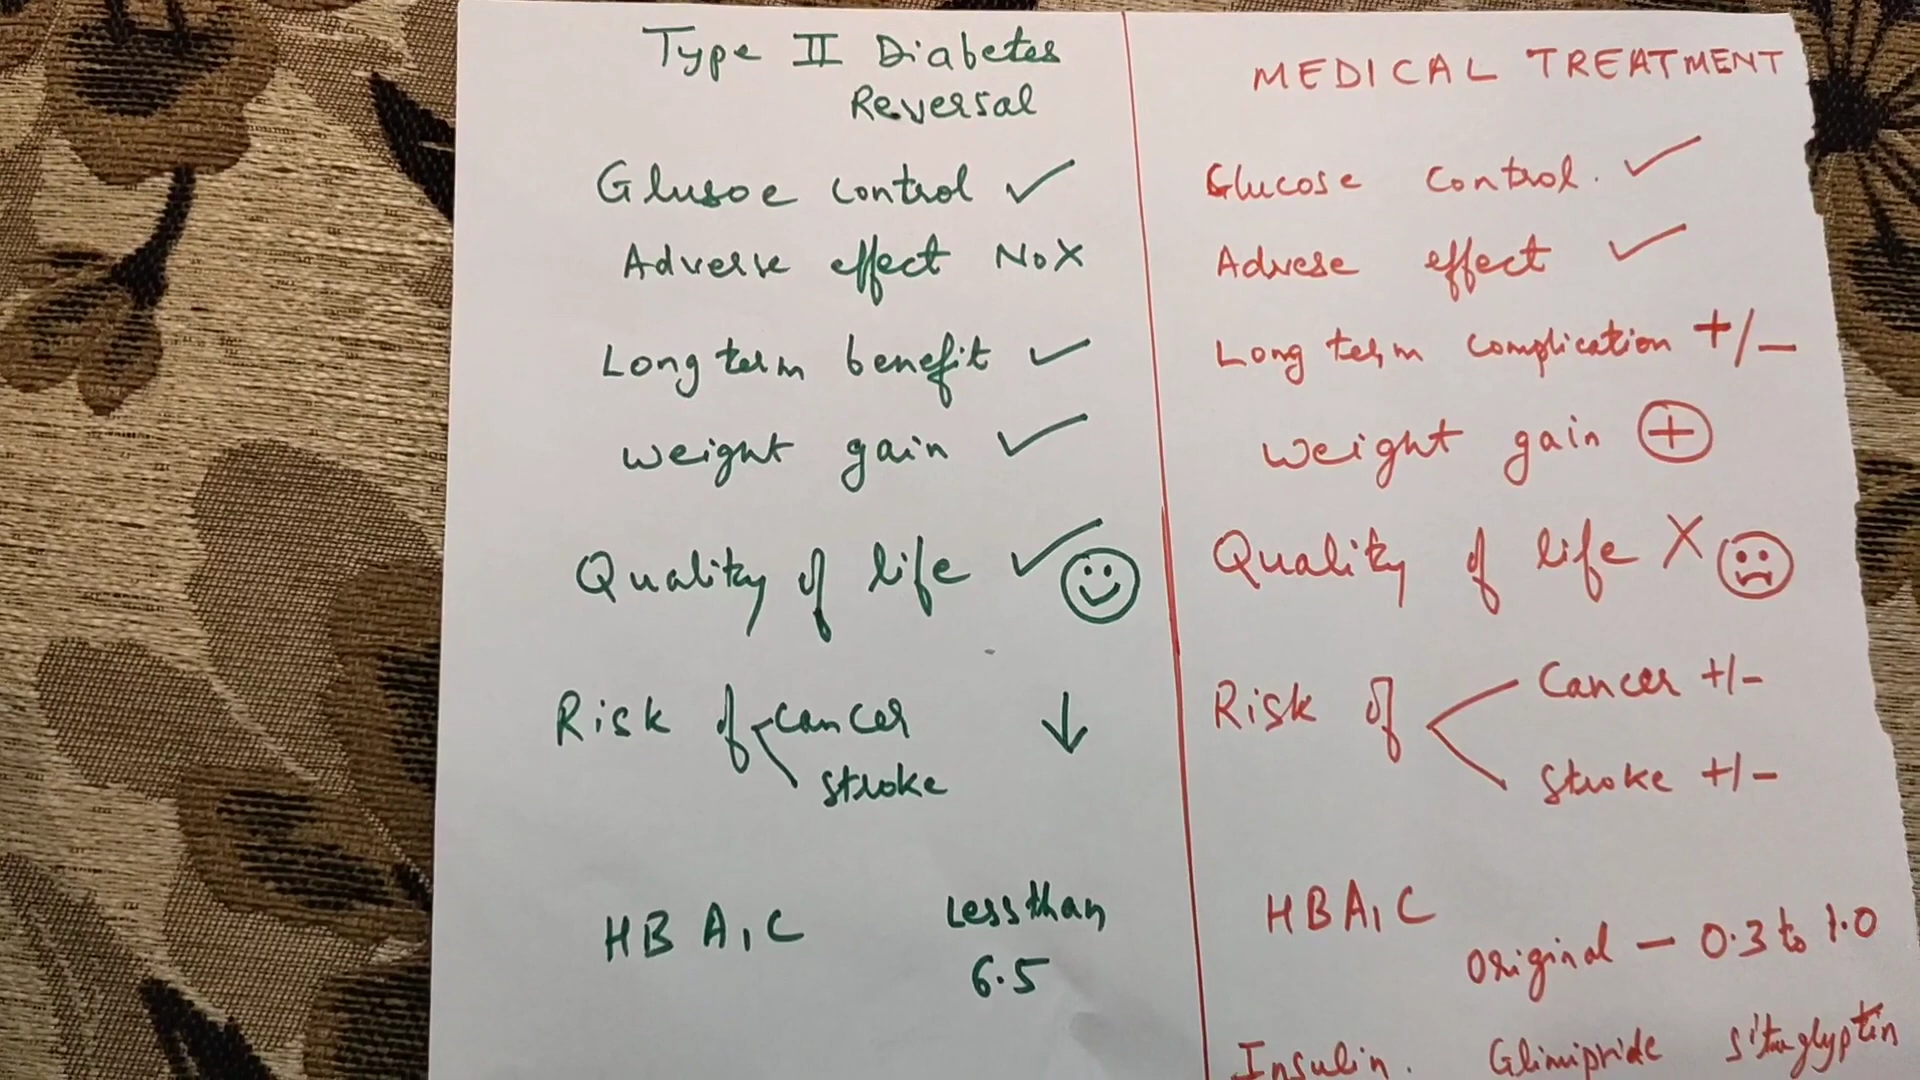 Type II Diabetes
Reversal
Glusoe control ✓
Adverse effect No X
Long term benefit ✓
weight gain ✓
Quality of life ✓
Risk of cancer ↓
stroke
HBA1C Less than
6.5
MEDICAL TREATMENT
Glucose control. ✓
Advese effect ✓
Long term complication +/-
Weight gain +
Quality of life X
Risk of Cancer +/-
Stroke +/-
HBA1C
Original - 0.3 to 1.0
Insulin. Glimipride sitaglyptin